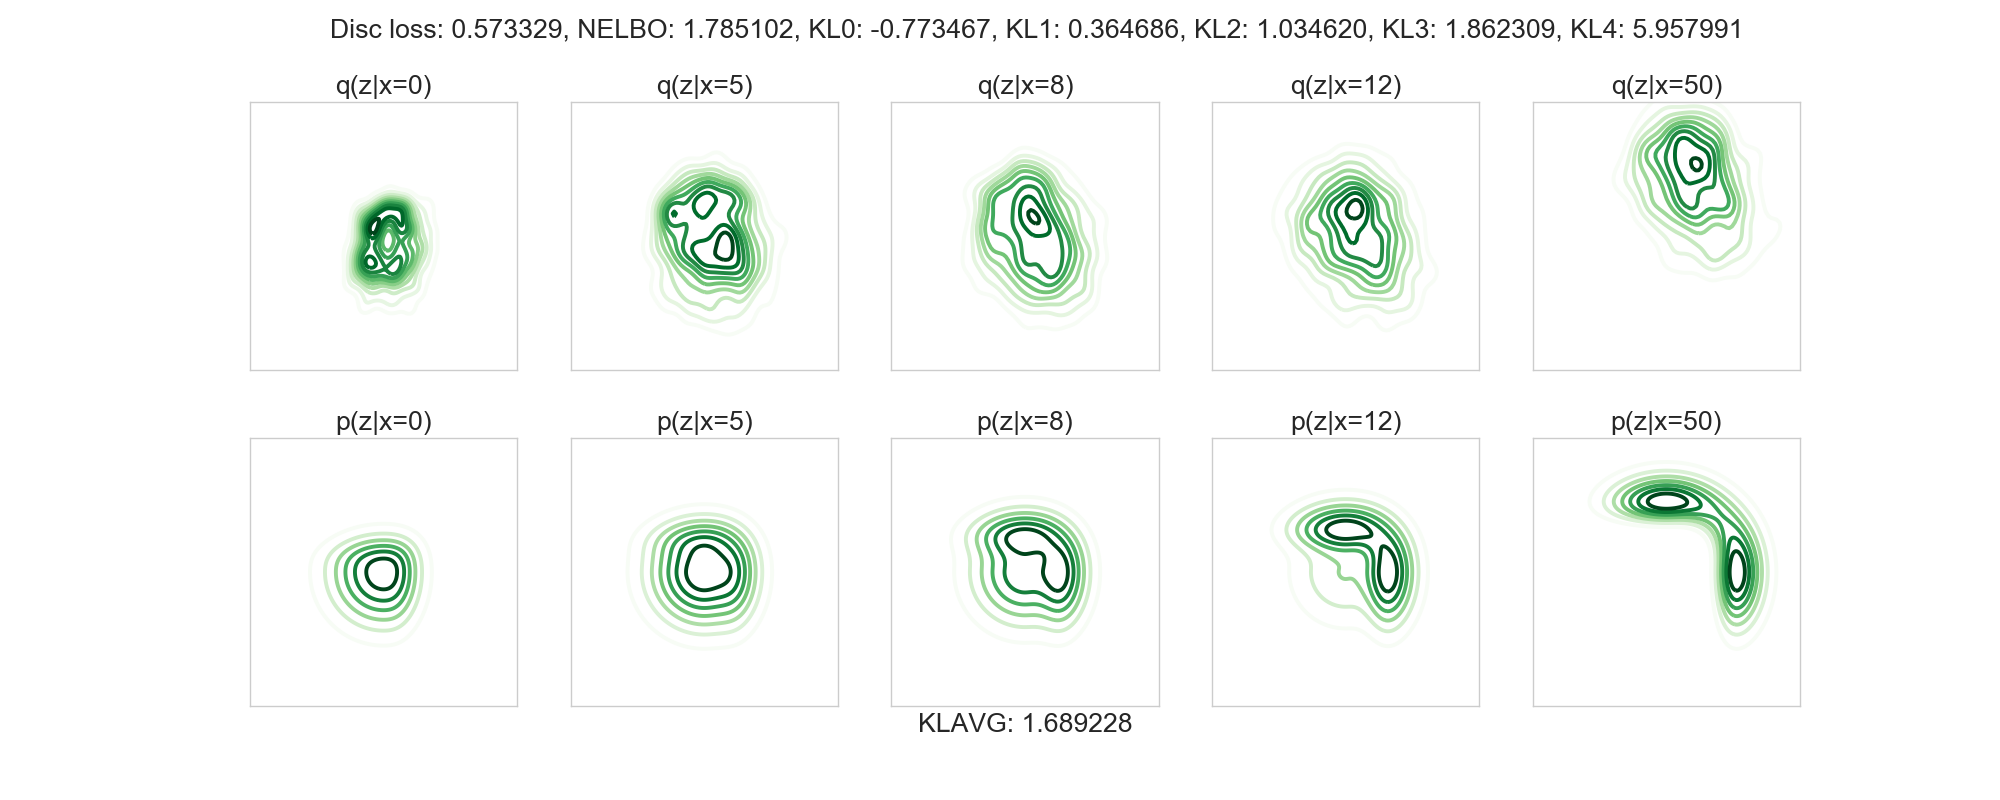 Disc loss: 0.573329, NELBO: 1.785102, KL0: -0.773467, KL1: 0.364686, KL2: 1.034620, KL3: 1.862309, KL4: 5.957991
q(z|x=0) q(z|x=5) q(z|x=8) q(z|x=12) q(z|x=50)
p(z|x=0) p(z|x=5) p(z|x=8) p(z|x=12) p(z|x=50)
KLAVG: 1.689228